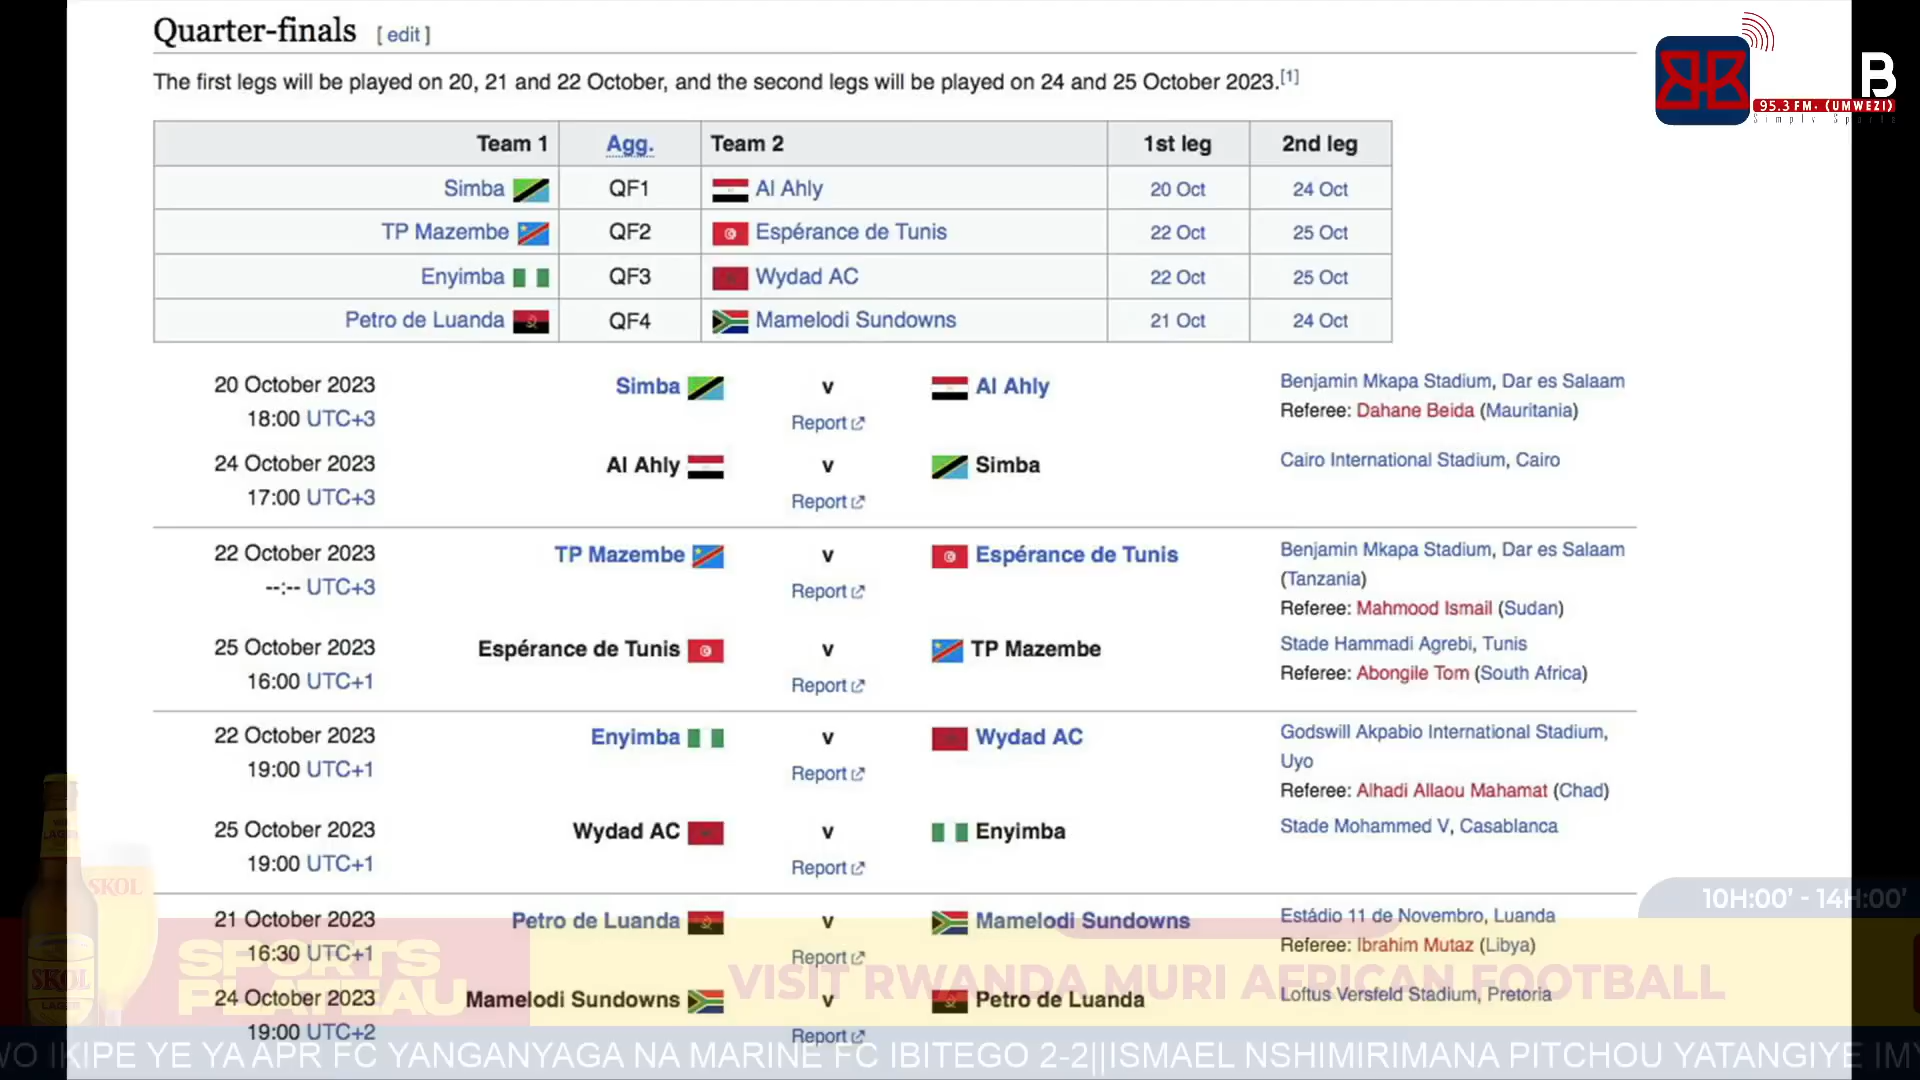 Quarter-finals [ edit ]
The first legs will be played on 20, 21 and 22 October, and the second legs will be played on 24 and 25 October 2023.[1]
Team 1 Agg. Team 2 1st leg 2nd leg
Simba QF1 Al Ahly 20 Oct 24 Oct
TP Mazembe QF2 Espérance de Tunis 22 Oct 25 Oct
Enyimba QF3 Wydad AC 22 Oct 25 Oct
Petro de Luanda QF4 Mamelodi Sundowns 21 Oct 24 Oct
20 October 2023 Simba v Al Ahly Benjamin Mkapa Stadium, Dar es Salaam
18:00 UTC+3 Report Referee: Dahane Beida (Mauritania)
24 October 2023 Al Ahly v Simba Cairo International Stadium, Cairo
17:00 UTC+3 Report
22 October 2023 TP Mazembe v Espérance de Tunis Benjamin Mkapa Stadium, Dar es Salaam
--:-- UTC+3 Report (Tanzania)
Referee: Mahmood Ismail (Sudan)
25 October 2023 Espérance de Tunis v TP Mazembe Stade Hammadi Agrebi, Tunis
16:00 UTC+1 Report Referee: Abongile Tom (South Africa)
22 October 2023 Enyimba v Wydad AC Godswill Akpabio International Stadium,
19:00 UTC+1 Report Uyo
Referee: Alhadi Allaou Mahamat (Chad)
25 October 2023 Wydad AC v Enyimba Stade Mohammed V, Casablanca
19:00 UTC+1 Report
21 October 2023 Petro de Luanda v Mamelodi Sundowns Estádio 11 de Novembro, Luanda
16:30 UTC+1 Report Referee: Ibrahim Mutaz (Libya)
24 October 2023 Mamelodi Sundowns v Petro de Luanda Loftus Versfeld Stadium, Pretoria
19:00 UTC+2 Report
B
95.3 FM. (UMWEZI)
Simply Sports
10H:00' - 14H:00'
SKOL
SKOL
LAGER
SPORTS
PLATEAU
VISIT RWANDA MURI AFRICAN FOOTBALL
WO IKIPE YE YA APR FC YANGANYAGA NA MARINE FC IBITEGO 2-2||ISMAEL NSHIMIRIMANA PITCHOU YATANGIYE